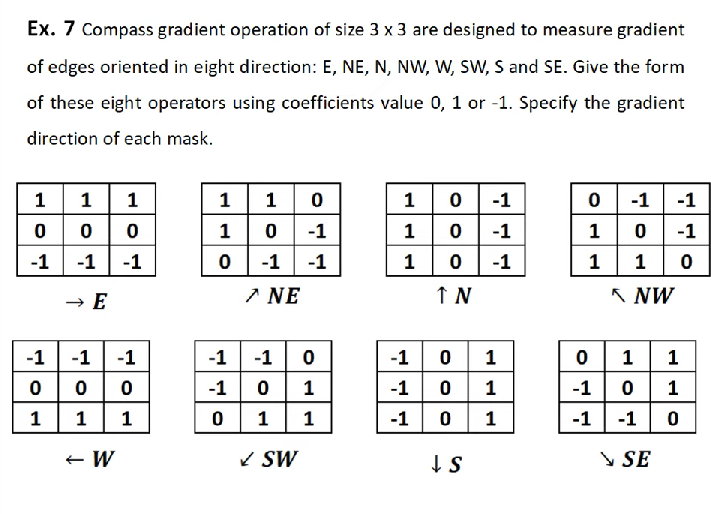 Ex. 7 Compass gradient operation of size 3 x 3 are designed to measure gradient
of edges oriented in eight direction: E, NE, N, NW, W, SW, S and SE. Give the form
of these eight operators using coefficients value 0, 1 or -1. Specify the gradient
direction of each mask.
1 1 1 1 1 0 1 0 -1 0 -1 -1
0 0 0 1 0 -1 1 0 -1 1 0 -1
-1 -1 -1 0 -1 -1 1 0 -1 1 1 0
→ E ↗ NE ↑ N ↖ NW
-1 -1 -1 -1 -1 0 -1 0 1 0 1 1
0 0 0 -1 0 1 -1 0 1 -1 0 1
1 1 1 0 1 1 -1 0 1 -1 -1 0
← W ↙ SW ↓ S ↘ SE